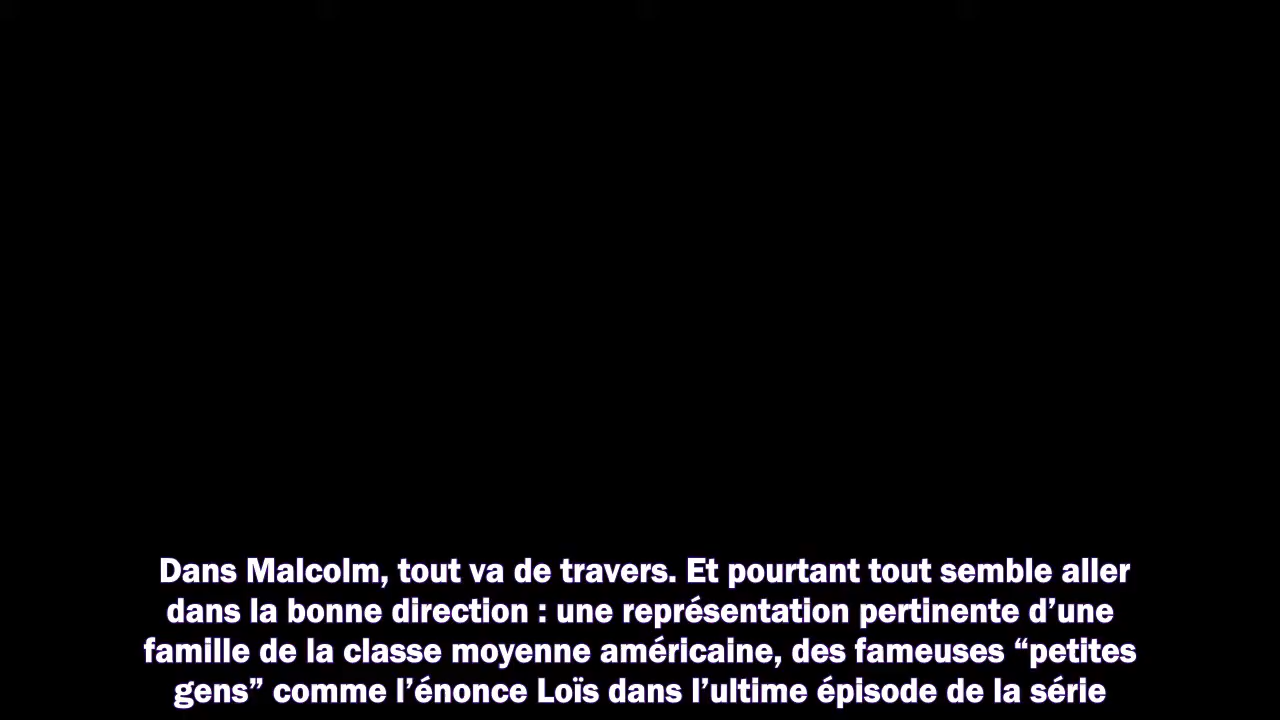 Dans Malcolm, tout va de travers. Et pourtant tout semble aller
dans la bonne direction : une représentation pertinente d’une
famille de la classe moyenne américaine, des fameuses “petites
gens” comme l’énonce Loïs dans l’ultime épisode de la série